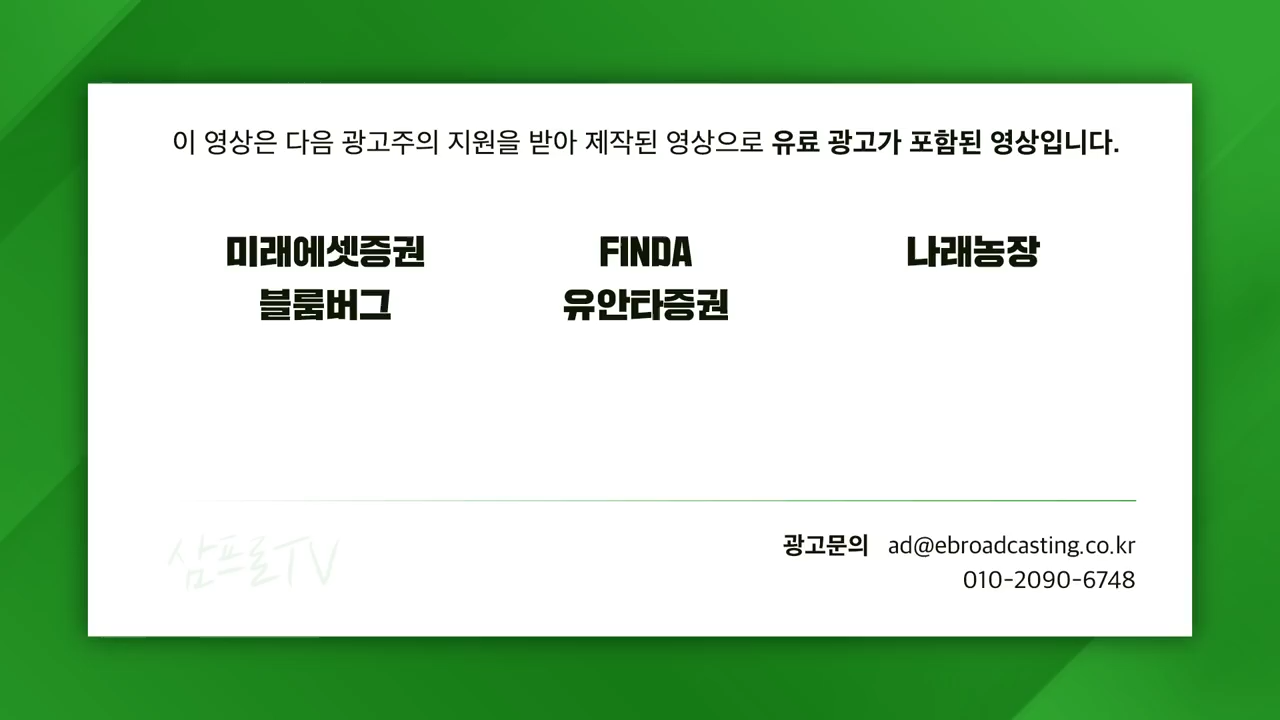 이 영상은 다음 광고주의 지원을 받아 제작된 영상으로 유료 광고가 포함된 영상입니다.
미래에셋증권 FINDA 나래농장
블룸버그 유안타증권
삼프로TV 광고문의 ad@ebroadcasting.co.kr
010-2090-6748